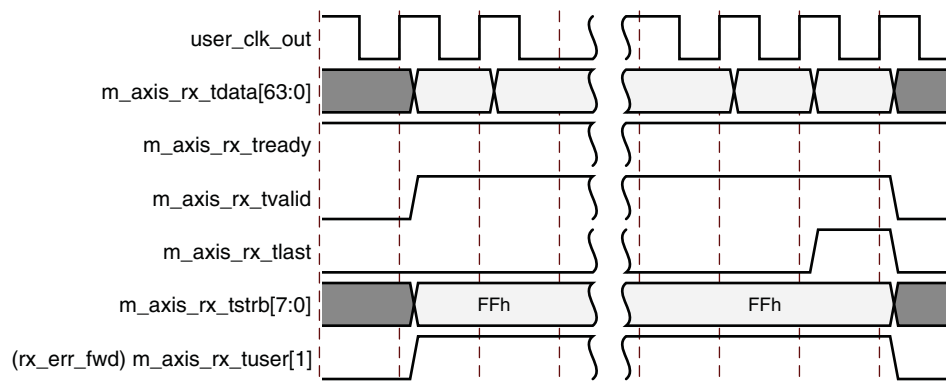 user_clk_out
m_axis_rx_tdata[63:0]
m_axis_rx_tready
m_axis_rx_tvalid
m_axis_rx_tlast
m_axis_rx_tstrb[7:0] FFh FFh
(rx_err_fwd) m_axis_rx_tuser[1]